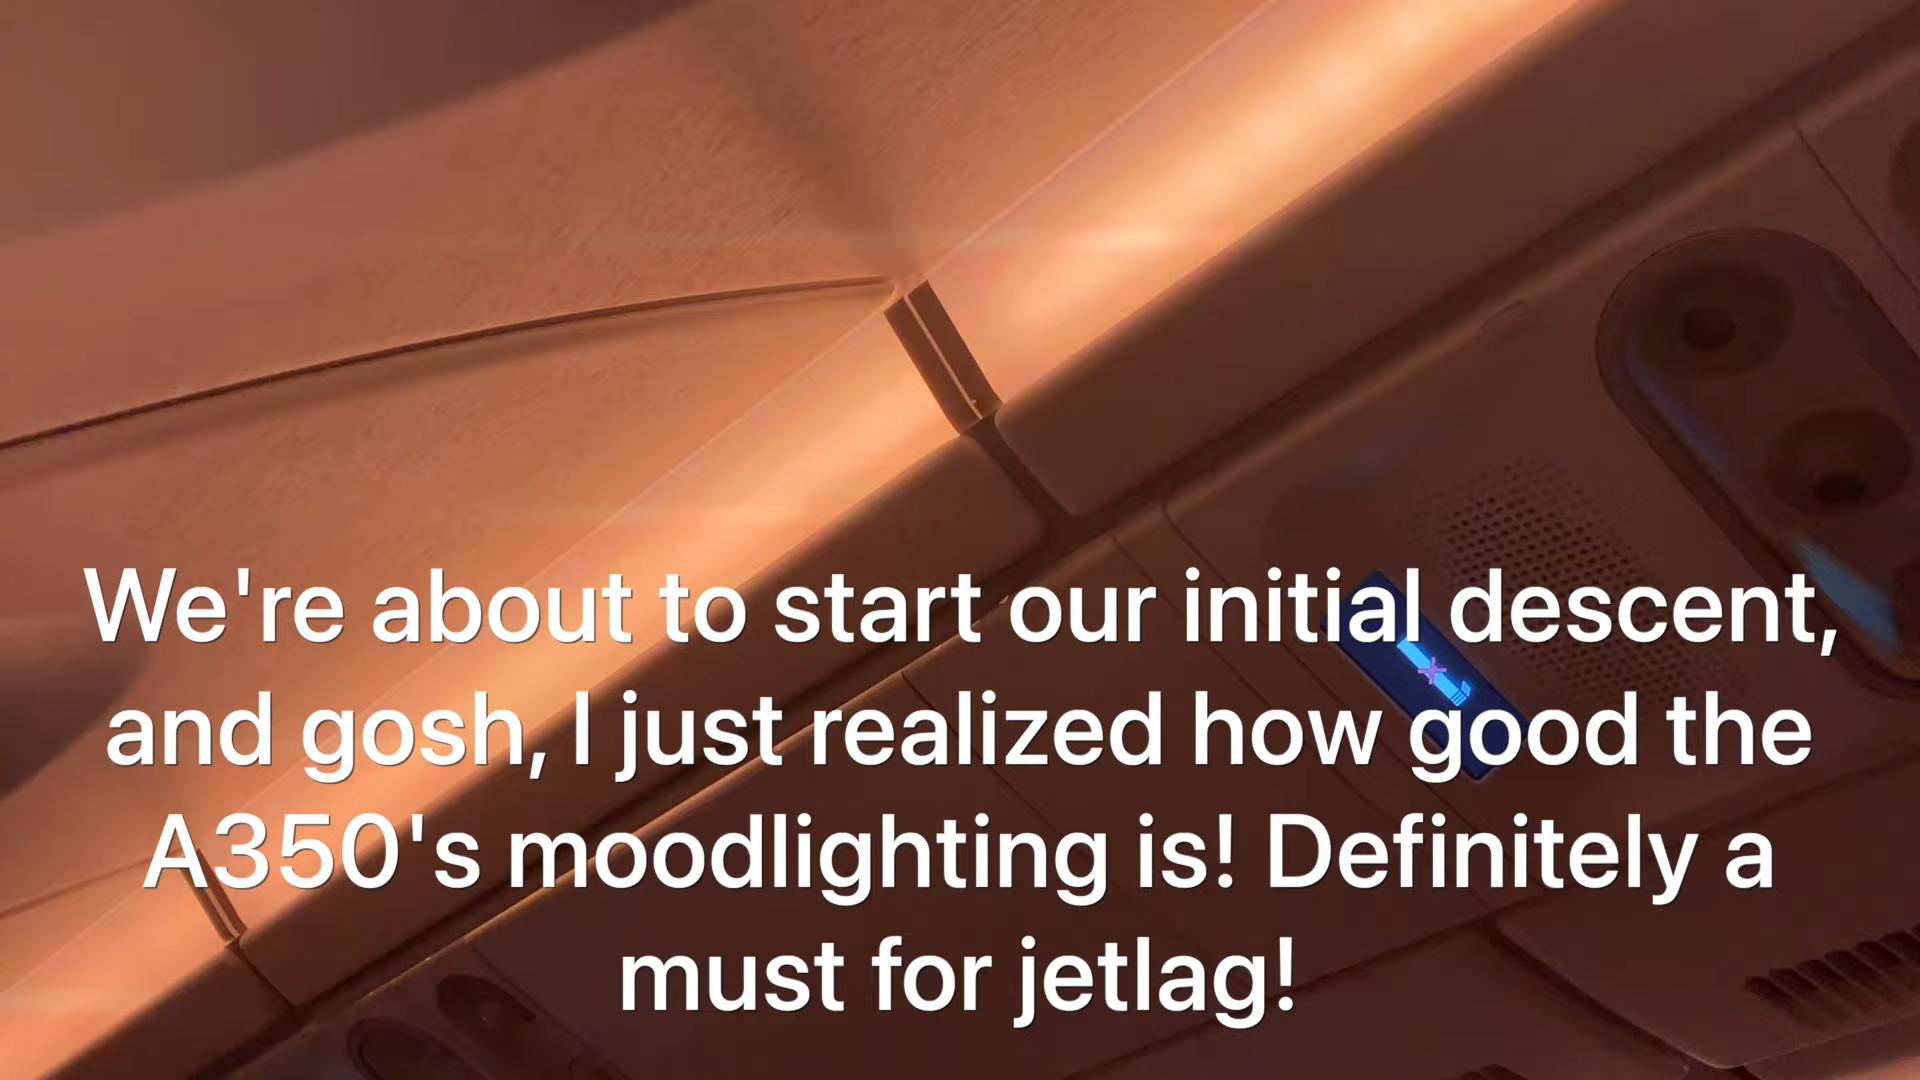 We're about to start our initial descent,
and gosh, I just realized how good the
A350's moodlighting is! Definitely a
must for jetlag!